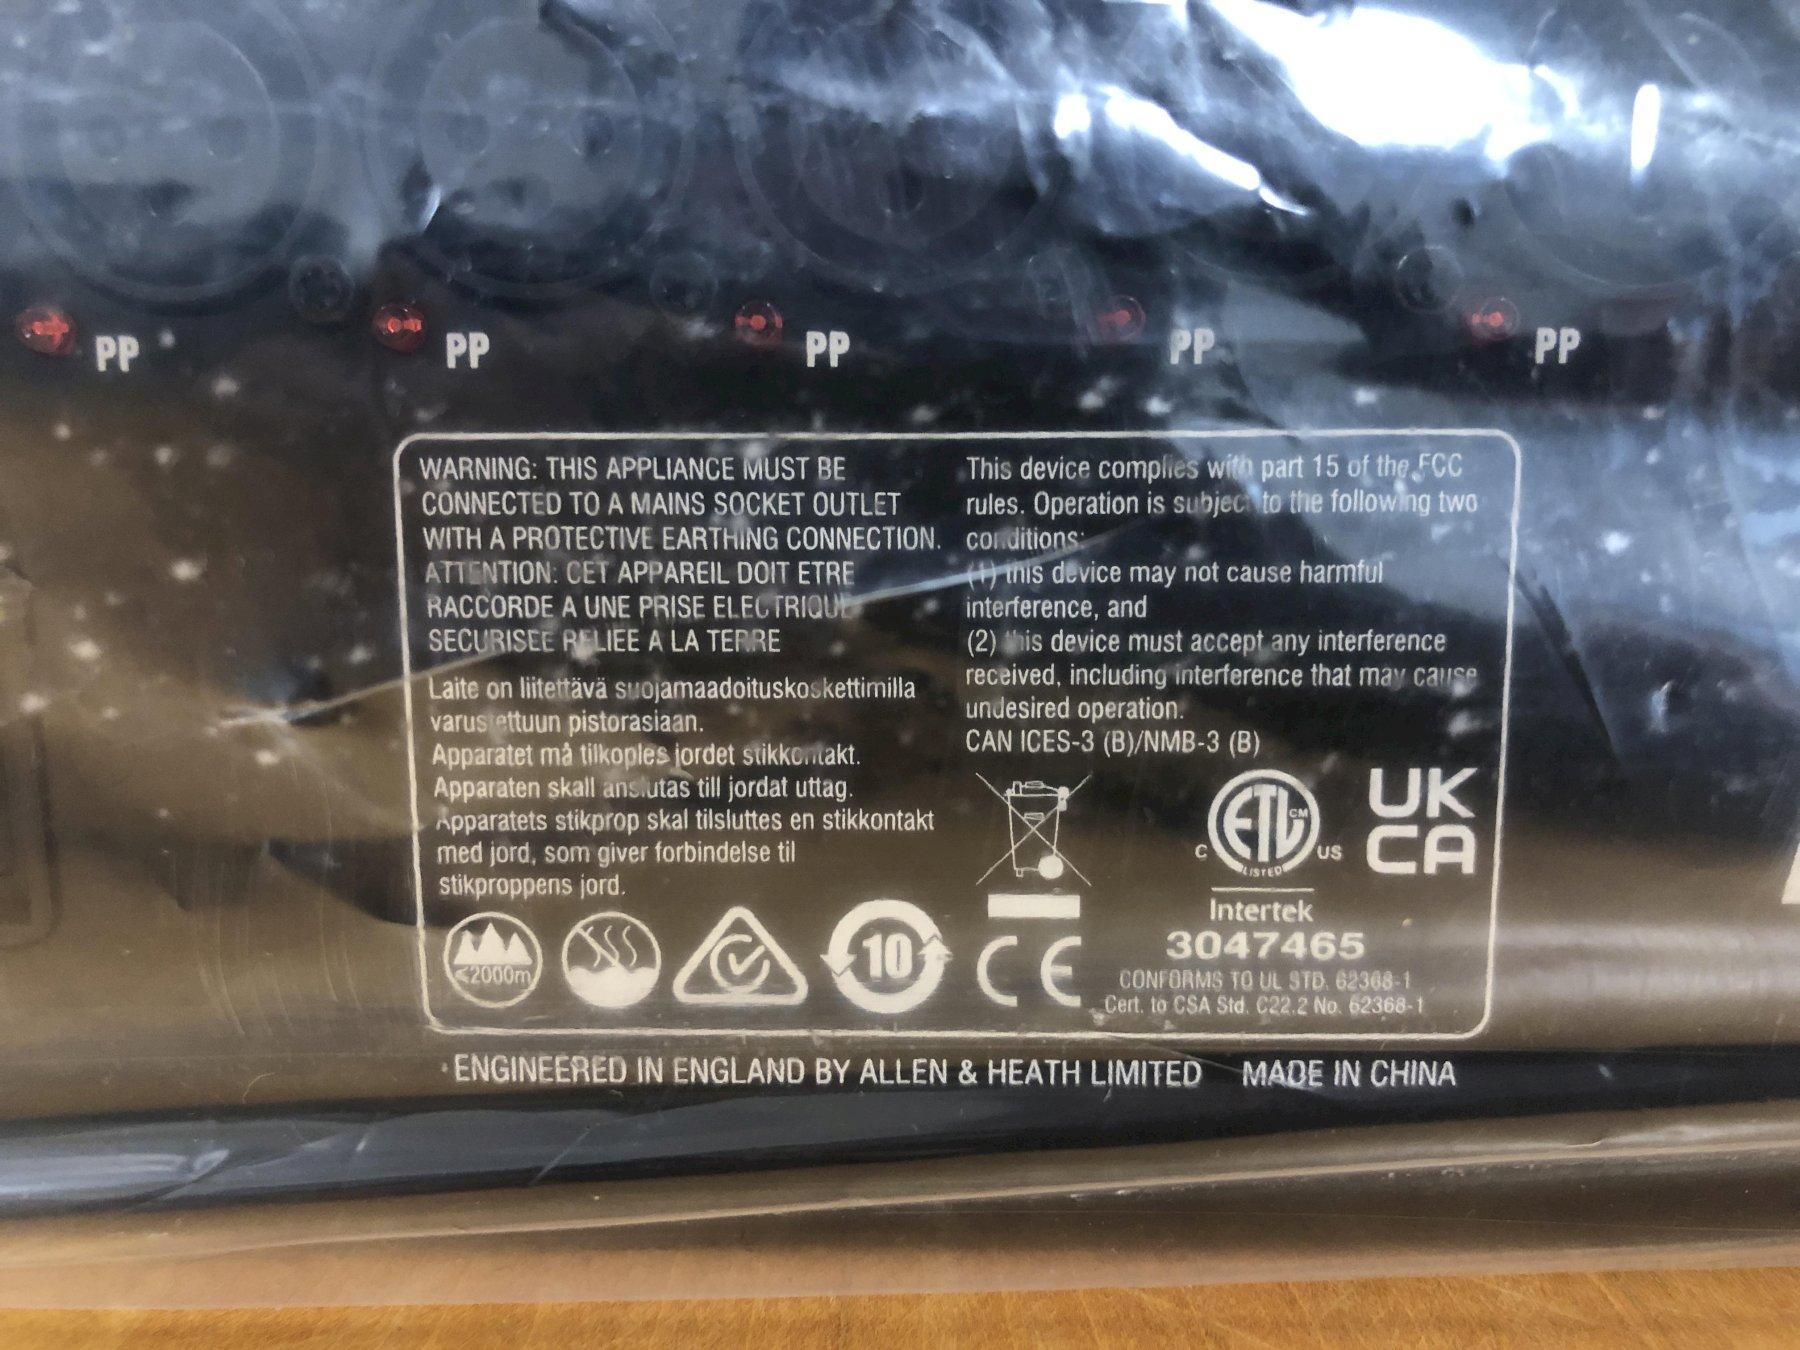 PP
PP
PP
PP
PP
WARNING: THIS APPLIANCE MUST BE
CONNECTED TO A MAINS SOCKET OUTLET
WITH A PROTECTIVE EARTHING CONNECTION.
ATTENTION: CET APPAREIL DOIT ETRE
RACCORDE A UNE PRISE ELECTRIQUE
SECURISEE RELIEE A LA TERRE
Laite on liitettävä suojamaadoituskoskettimilla
varustettuun pistorasiaan.
Apparatet må tilkoples jordet stikkontakt.
Apparaten skall anslutas till jordat uttag.
Apparatets stikprop skal tilsluttes en stikkontakt
med jord, som giver forbindelse til
stikproppens jord.
<2000m
10
This device complies with part 15 of the FCC
rules. Operation is subject to the following two
conditions:
(1) this device may not cause harmful
interference, and
(2) this device must accept any interference
received, including interference that may cause
undesired operation.
CAN ICES-3 (B)/NMB-3 (B)
C ETL CM US
LISTED
UK
CA
Intertek
3047465
CE
CONFORMS TO UL STD. 62368-1
Cert. to CSA Std. C22.2 No. 62368-1
ENGINEERED IN ENGLAND BY ALLEN & HEATH LIMITED MADE IN CHINA